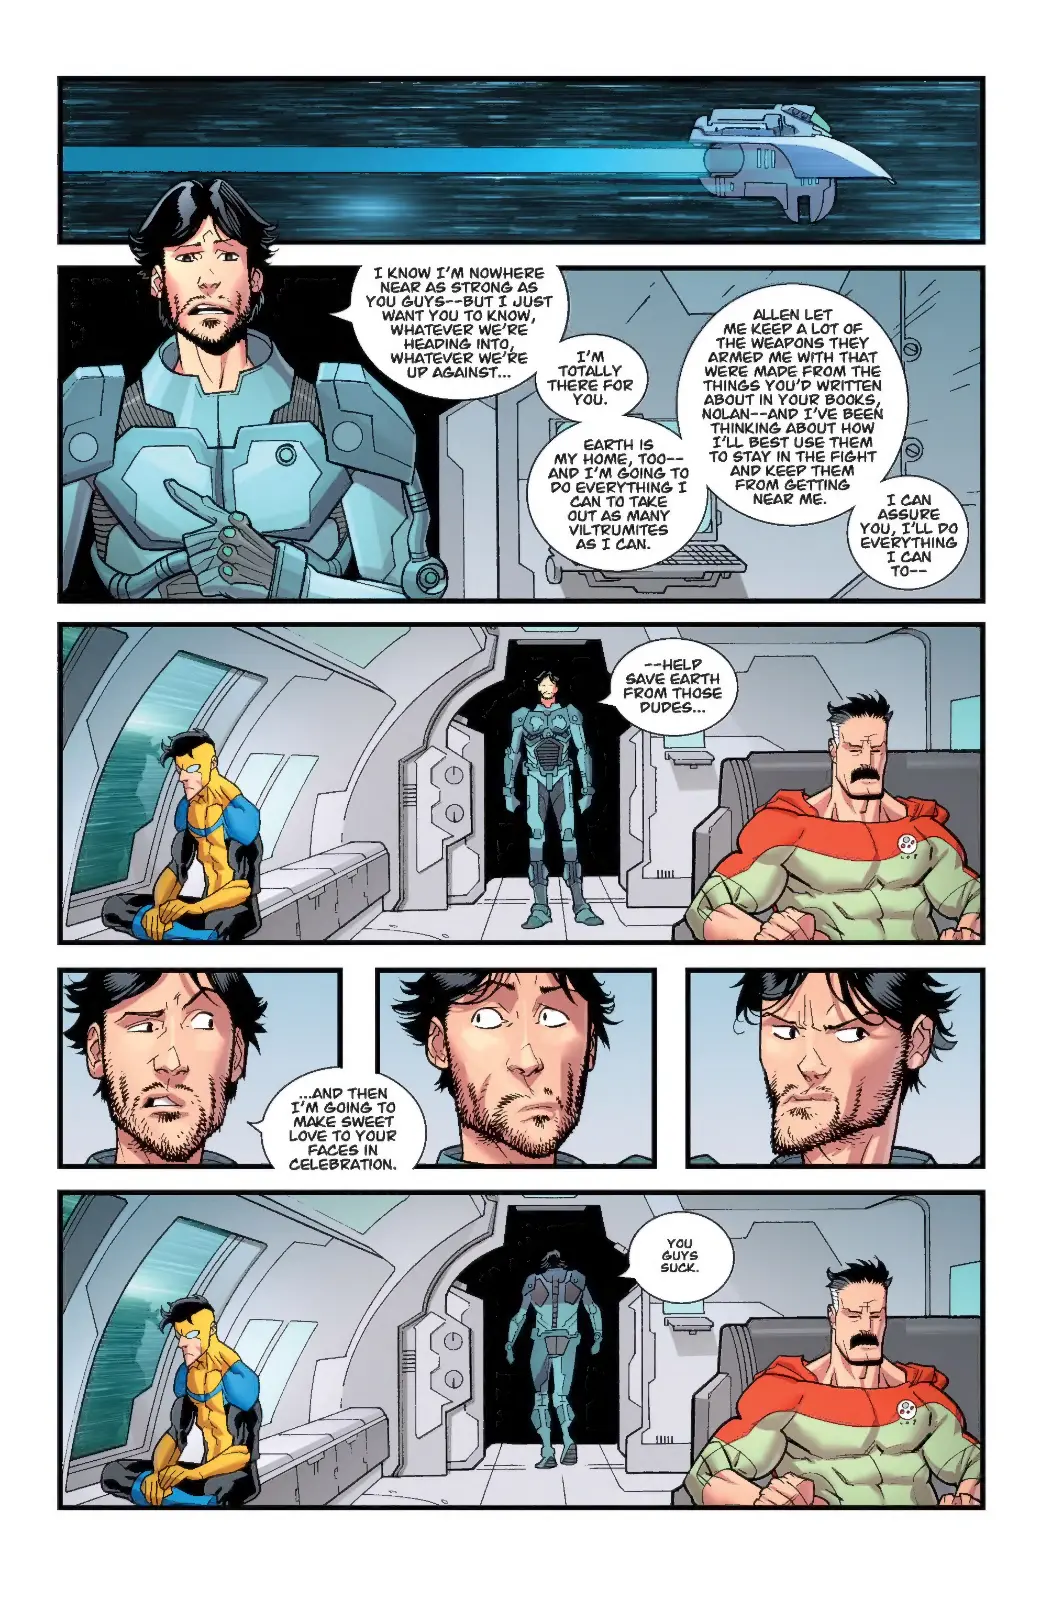 I KNOW I'M NOWHERE
NEAR AS STRONG AS
YOU GUYS--BUT I JUST
WANT YOU TO KNOW,
WHATEVER WE'RE
HEADING INTO,
WHATEVER WE'RE
UP AGAINST...
I'M
TOTALLY
THERE FOR
YOU.
EARTH IS
MY HOME, TOO--
AND I'M GOING TO
DO EVERYTHING I
CAN TO TAKE
OUT AS MANY
VILTRUMITES
AS I CAN.
ALLEN LET
ME KEEP A LOT OF
THE WEAPONS THEY
ARMED ME WITH THAT
WERE MADE FROM THE
THINGS YOU'D WRITTEN
ABOUT IN YOUR BOOKS,
NOLAN--AND I'VE BEEN
THINKING ABOUT HOW
I'LL BEST USE THEM
TO STAY IN THE FIGHT
AND KEEP THEM
FROM GETTING
NEAR ME.
I CAN
ASSURE
YOU, I'LL DO
EVERYTHING
I CAN
TO--
--HELP
SAVE EARTH
FROM THOSE
DUDES...
...AND THEN
I'M GOING TO
MAKE SWEET
LOVE TO YOUR
FACES IN
CELEBRATION.
YOU
GUYS
SUCK.